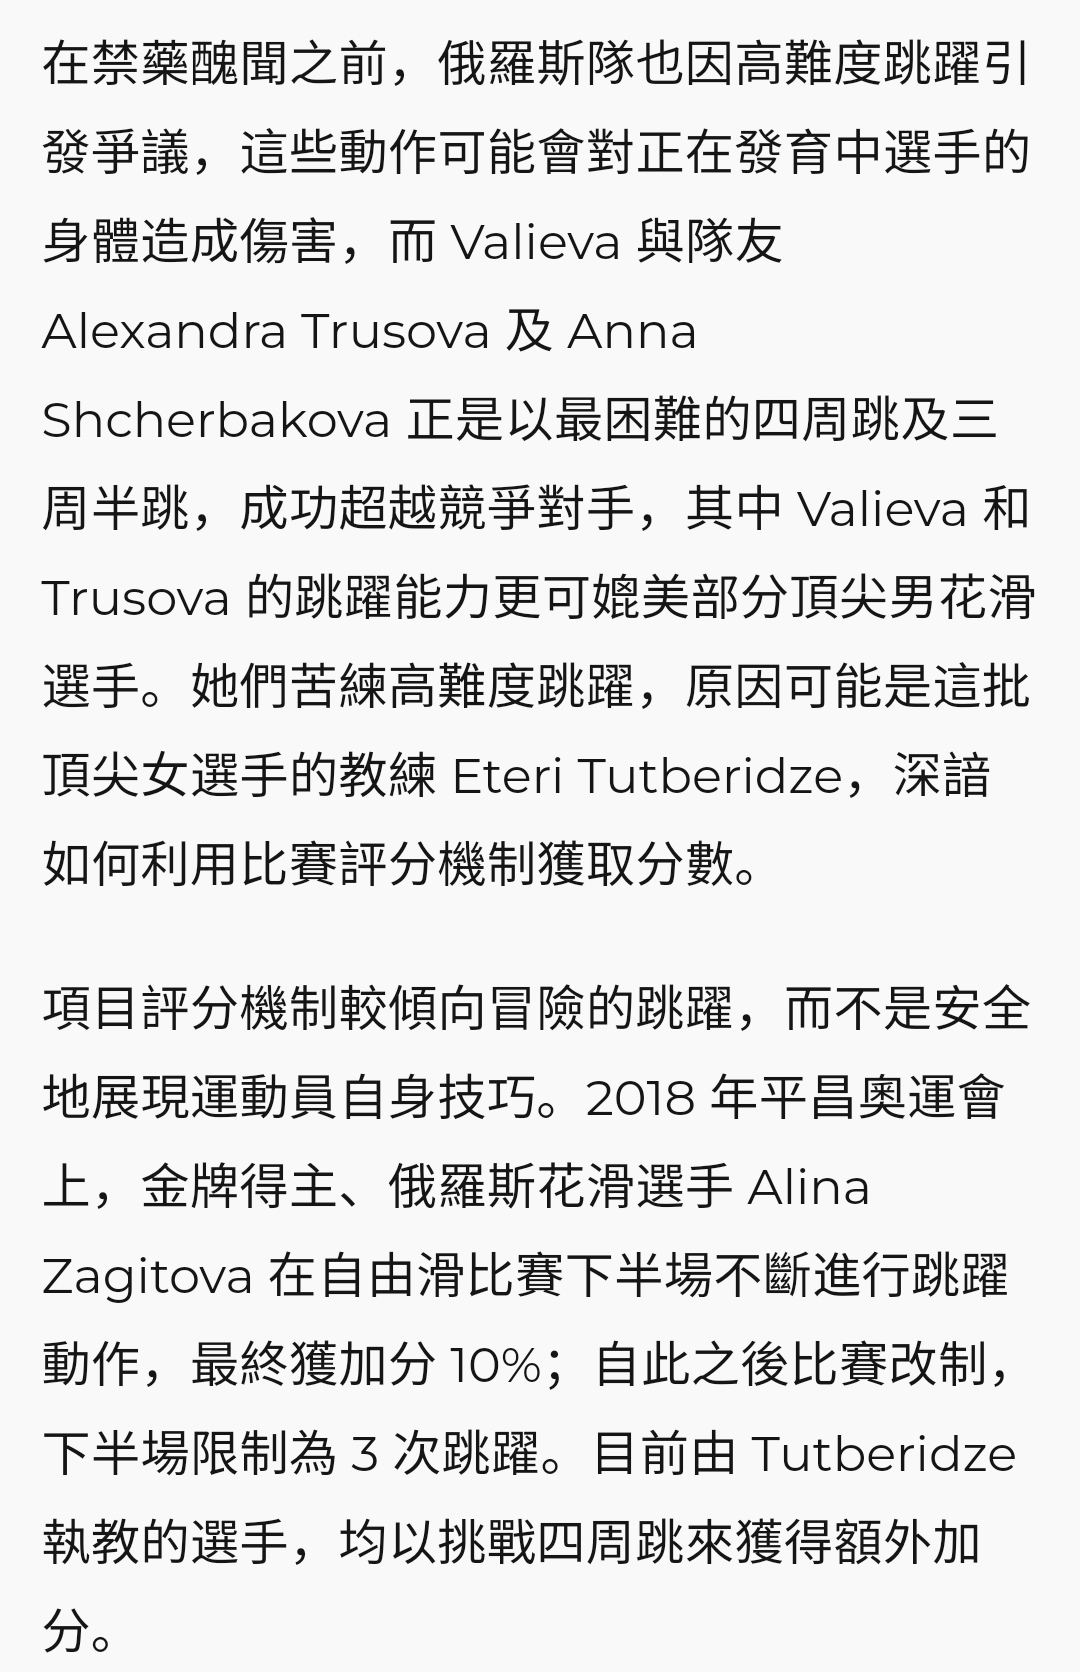 在禁藥醜聞之前，俄羅斯隊也因高難度跳躍引
發爭議，這些動作可能會對正在發育中選手的
身體造成傷害，而 Valieva 與隊友
Alexandra Trusova 及 Anna
Shcherbakova 正是以最困難的四周跳及三
周半跳，成功超越競爭對手，其中 Valieva 和
Trusova 的跳躍能力更可媲美部分頂尖男花滑
選手。她們苦練高難度跳躍，原因可能是這批
頂尖女選手的教練 Eteri Tutberidze，深諳
如何利用比賽評分機制獲取分數。
項目評分機制較傾向冒險的跳躍，而不是安全
地展現運動員自身技巧。2018 年平昌奧運會
上，金牌得主、俄羅斯花滑選手 Alina
Zagitova 在自由滑比賽下半場不斷進行跳躍
動作，最終獲加分 10%；自此之後比賽改制，
下半場限制為 3 次跳躍。目前由 Tutberidze
執教的選手，均以挑戰四周跳來獲得額外加
分。